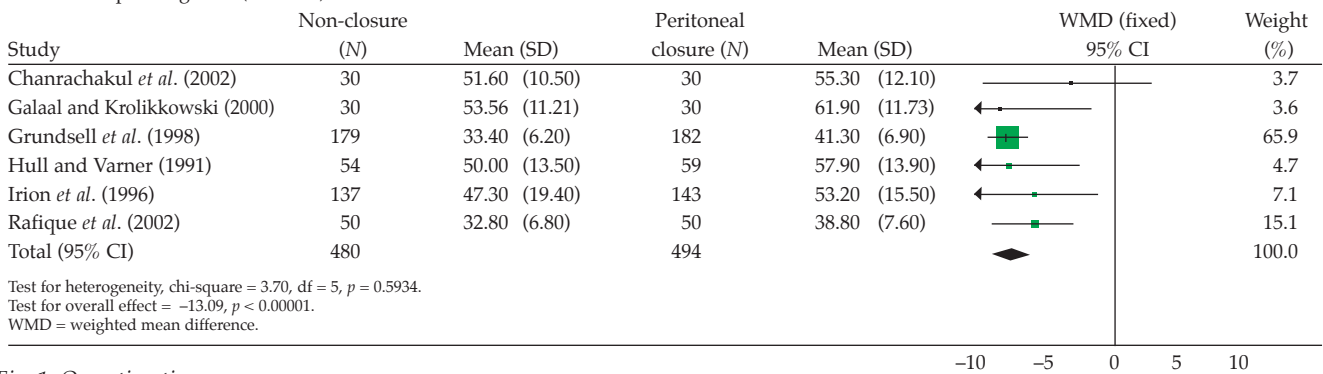 Non-closure Peritoneal WMD (fixed) Weight
Study (N) Mean (SD) closure (N) Mean (SD) 95% CI (%)
Chanrachakul et al. (2002) 30 51.60 (10.50) 30 55.30 (12.10) 3.7
Galaal and Krolikkowski (2000) 30 53.56 (11.21) 30 61.90 (11.73) 3.6
Grundsell et al. (1998) 179 33.40 (6.20) 182 41.30 (6.90) 65.9
Hull and Varner (1991) 54 50.00 (13.50) 59 57.90 (13.90) 4.7
Irion et al. (1996) 137 47.30 (19.40) 143 53.20 (15.50) 7.1
Rafique et al. (2002) 50 32.80 (6.80) 50 38.80 (7.60) 15.1
Total (95% CI) 480 494 100.0
Test for heterogeneity, chi-square = 3.70, df = 5, p = 0.5934.
Test for overall effect = –13.09, p < 0.00001.
WMD = weighted mean difference.
–10 –5 0 5 10